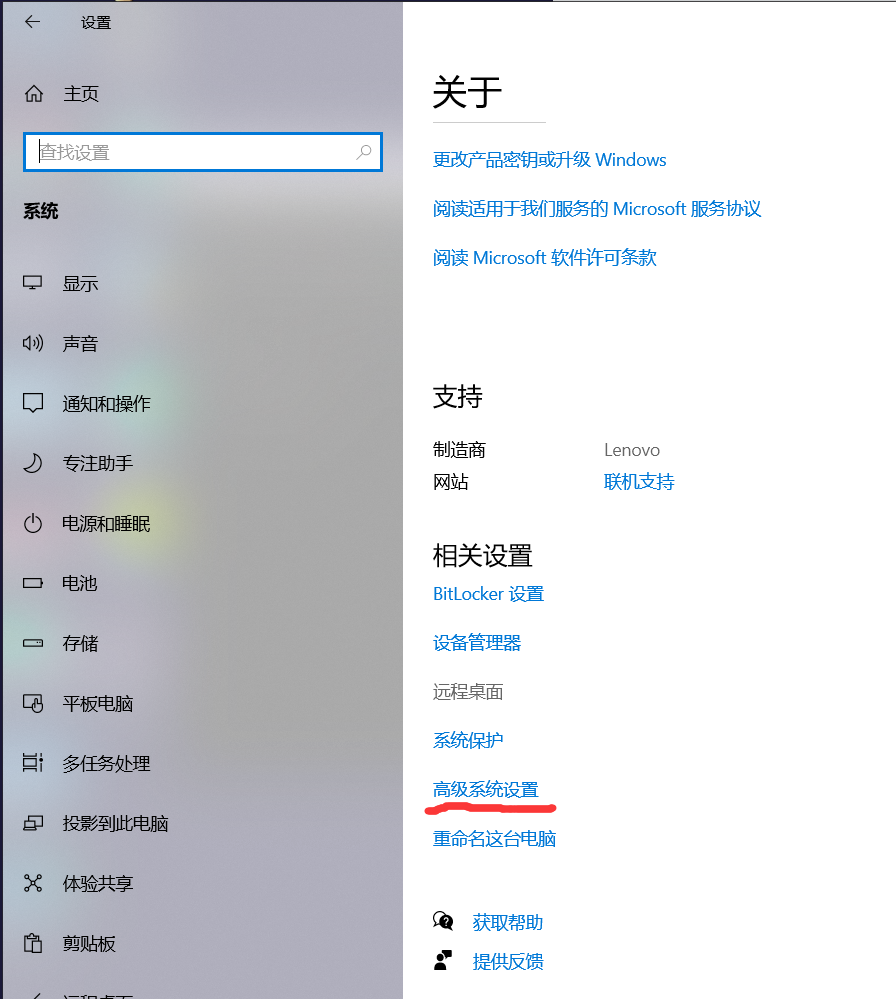 设置
主页
查找设置
系统
显示
声音
通知和操作
专注助手
电源和睡眠
电池
存储
平板电脑
多任务处理
投影到此电脑
体验共享
剪贴板
远程桌面
关于
更改产品密钥或升级 Windows
阅读适用于我们服务的 Microsoft 服务协议
阅读 Microsoft 软件许可条款
支持
制造商 Lenovo
网站 联机支持
相关设置
BitLocker 设置
设备管理器
远程桌面
系统保护
高级系统设置
重命名这台电脑
获取帮助
提供反馈